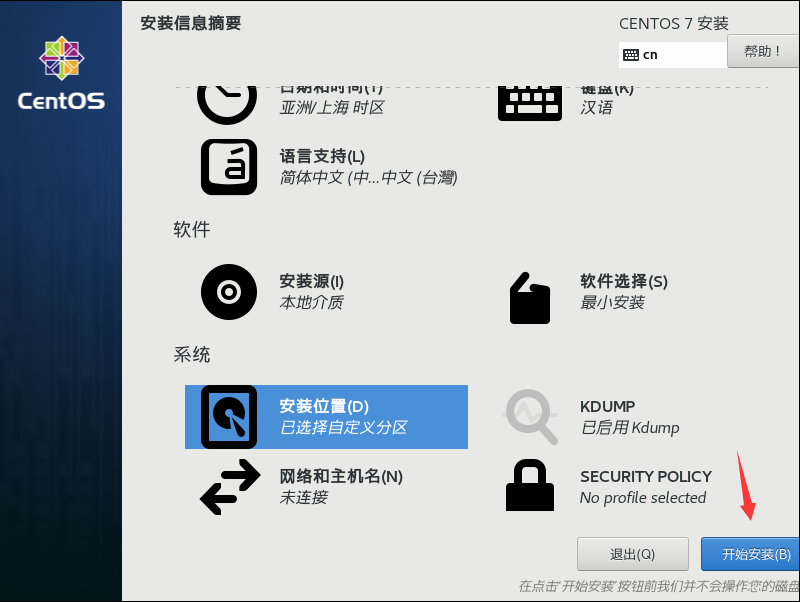 安装信息摘要
CENTOS 7 安装
cn
帮助！
CentOS
日期和时间(T)
亚洲/上海 时区
键盘(K)
汉语
语言支持(L)
简体中文 (中...中文 (台灣)
软件
安装源(I)
本地介质
软件选择(S)
最小安装
系统
安装位置(D)
已选择自定义分区
KDUMP
已启用 Kdump
网络和主机名(N)
未连接
SECURITY POLICY
No profile selected
退出(Q)
开始安装(B)
在点击'开始安装'按钮前我们并不会操作您的磁盘